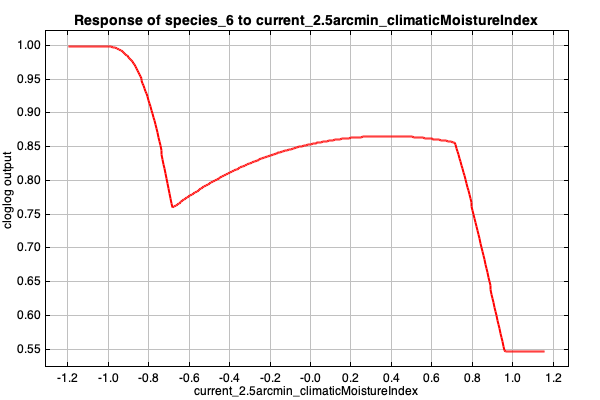 Response of species_6 to current_2.5arcmin_climaticMoistureIndex
cloglog output
1.00
0.95
0.90
0.85
0.80
0.75
0.70
0.65
0.60
0.55
-1.2 -1.0 -0.8 -0.6 -0.4 -0.2 -0.0 0.2 0.4 0.6 0.8 1.0 1.2
current_2.5arcmin_climaticMoistureIndex